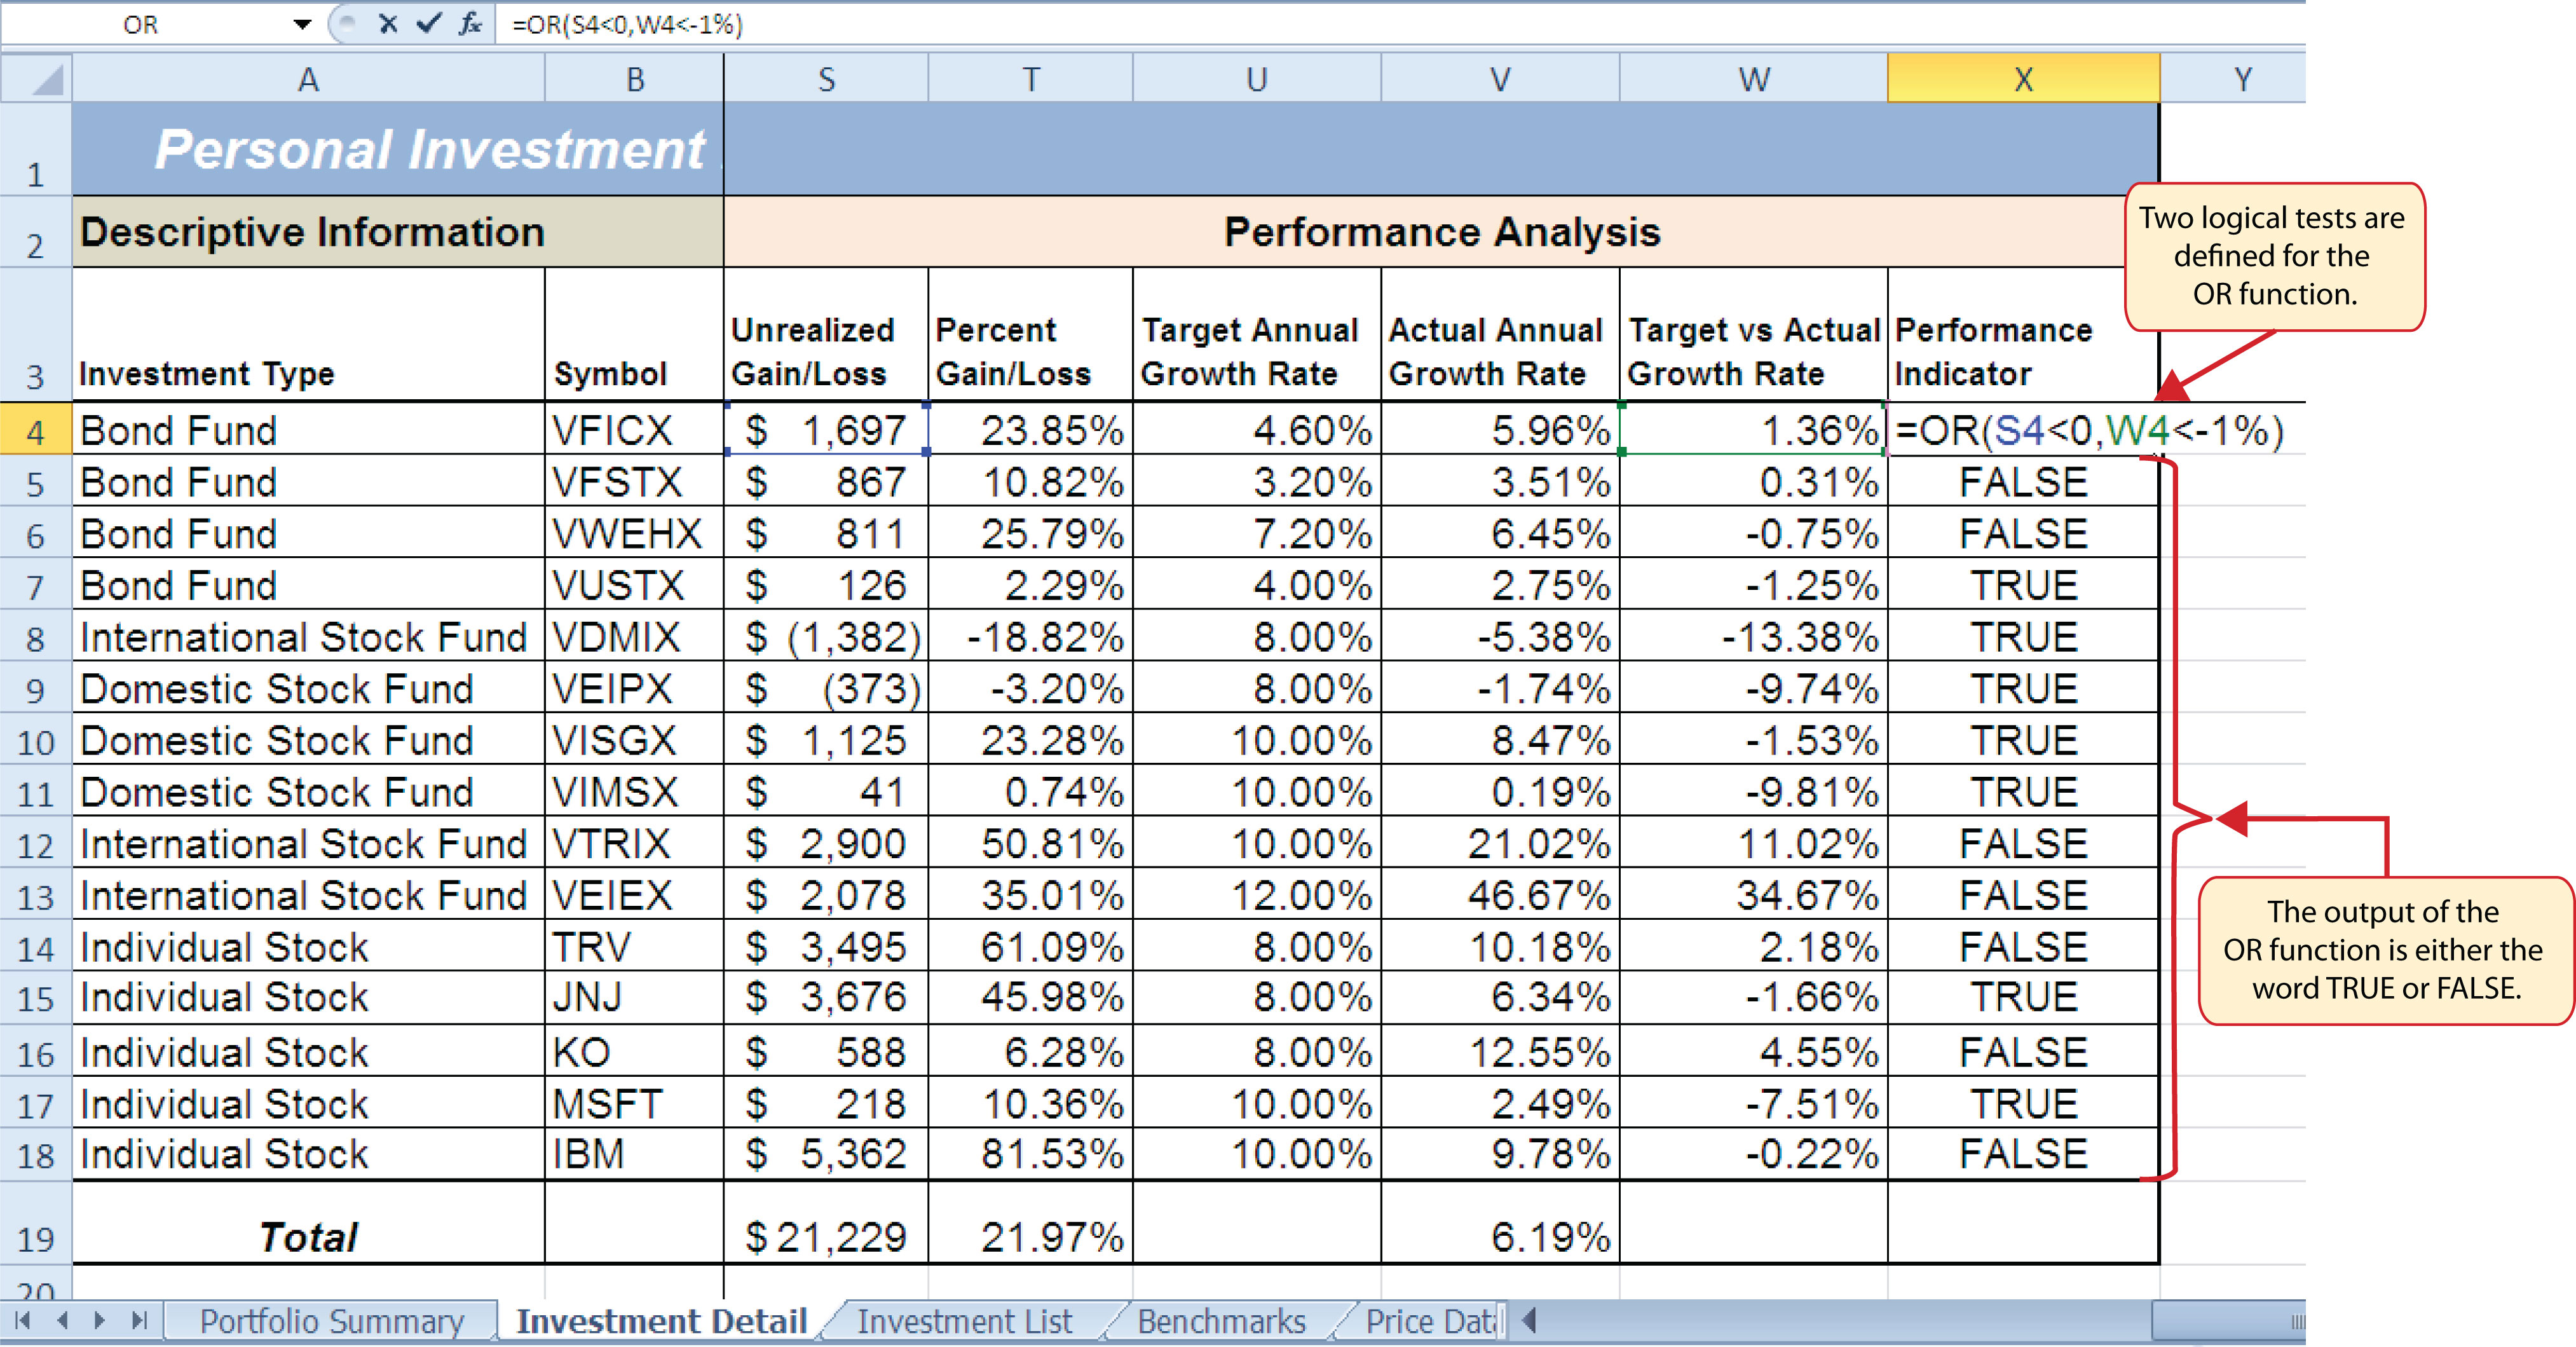 OR =OR(S4<0,W4<-1%)
A B S T U V W X Y
1 Personal Investment
2 Descriptive Information Performance Analysis
Two logical tests are
defined for the
OR function.
Unrealized Percent Target Annual Actual Annual Target vs Actual Performance
3 Investment Type Symbol Gain/Loss Gain/Loss Growth Rate Growth Rate Growth Rate Indicator
4 Bond Fund VFICX $ 1,697 23.85% 4.60% 5.96% 1.36% =OR(S4<0,W4<-1%)
5 Bond Fund VFSTX $ 867 10.82% 3.20% 3.51% 0.31% FALSE
6 Bond Fund VWEHX $ 811 25.79% 7.20% 6.45% -0.75% FALSE
7 Bond Fund VUSTX $ 126 2.29% 4.00% 2.75% -1.25% TRUE
8 International Stock Fund VDMIX $ (1,382) -18.82% 8.00% -5.38% -13.38% TRUE
9 Domestic Stock Fund VEIPX $ (373) -3.20% 8.00% -1.74% -9.74% TRUE
10 Domestic Stock Fund VISGX $ 1,125 23.28% 10.00% 8.47% -1.53% TRUE
11 Domestic Stock Fund VIMSX $ 41 0.74% 10.00% 0.19% -9.81% TRUE
12 International Stock Fund VTRIX $ 2,900 50.81% 10.00% 21.02% 11.02% FALSE
13 International Stock Fund VEIEX $ 2,078 35.01% 12.00% 46.67% 34.67% FALSE
14 Individual Stock TRV $ 3,495 61.09% 8.00% 10.18% 2.18% FALSE
15 Individual Stock JNJ $ 3,676 45.98% 8.00% 6.34% -1.66% TRUE
16 Individual Stock KO $ 588 6.28% 8.00% 12.55% 4.55% FALSE
17 Individual Stock MSFT $ 218 10.36% 10.00% 2.49% -7.51% TRUE
18 Individual Stock IBM $ 5,362 81.53% 10.00% 9.78% -0.22% FALSE
The output of the
OR function is either the
word TRUE or FALSE.
19 Total $ 21,229 21.97% 6.19%
20
Portfolio Summary Investment Detail Investment List Benchmarks Price Dat